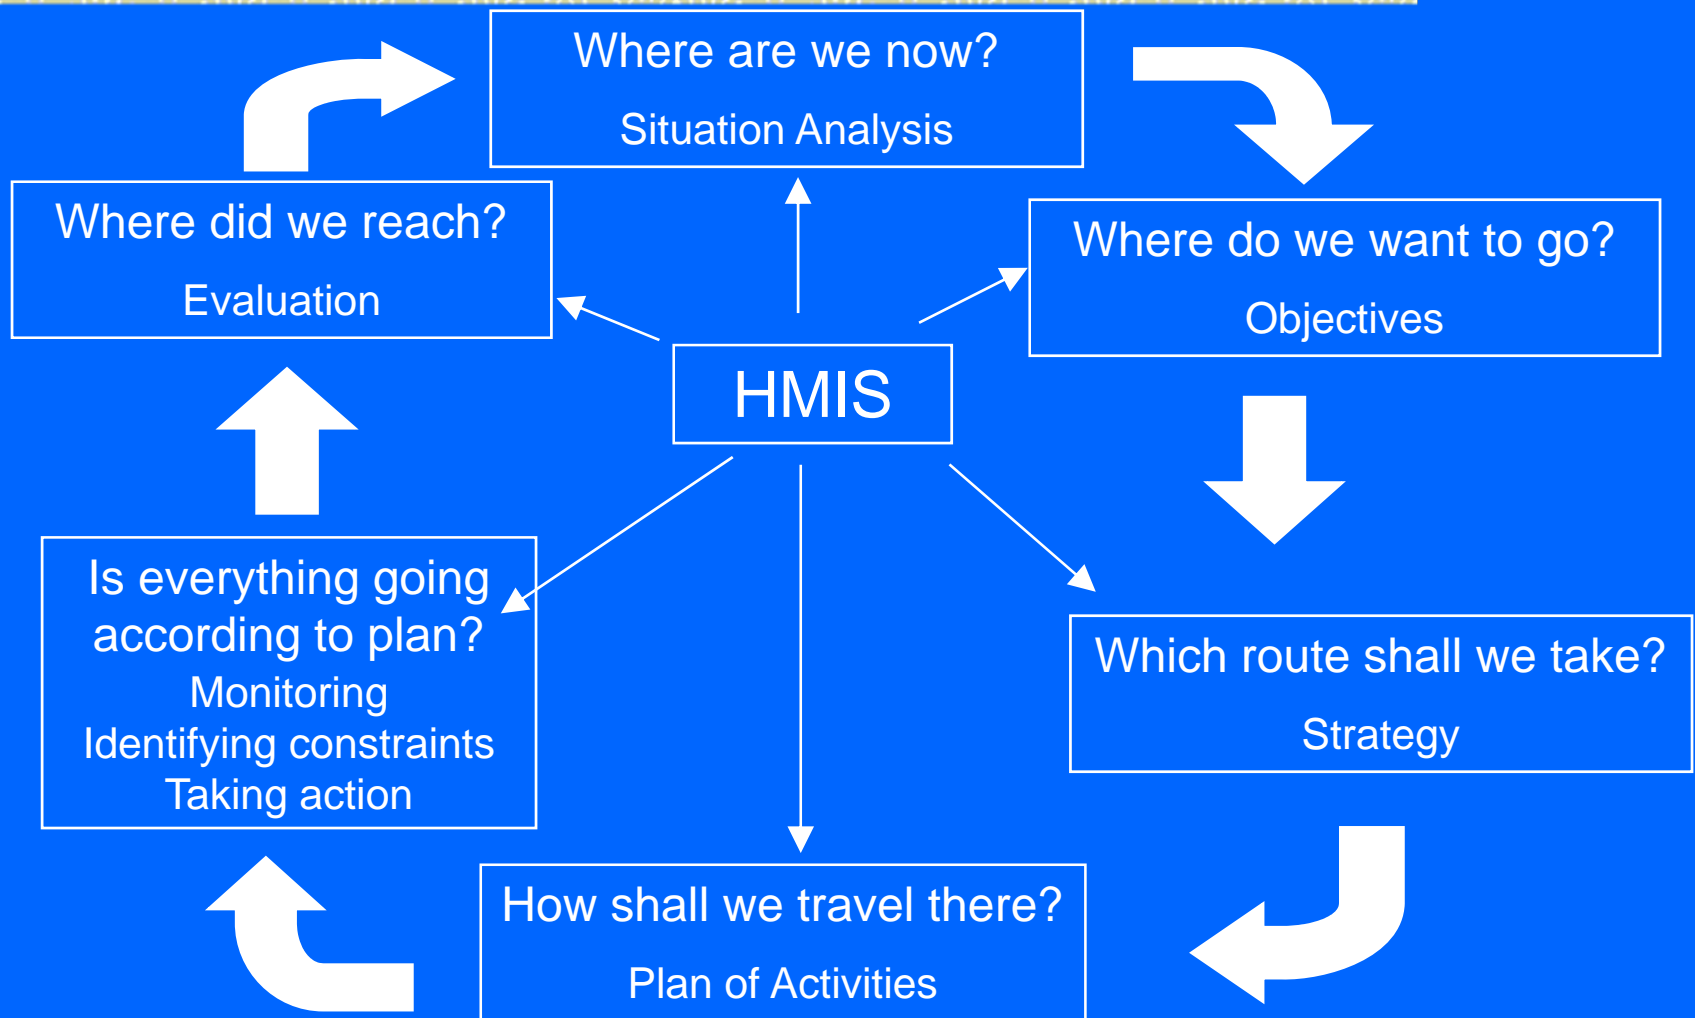 Where are we now?
Situation Analysis
Where did we reach?
Evaluation
Where do we want to go?
Objectives
HMIS
Is everything going
according to plan?
Monitoring
Identifying constraints
Taking action
Which route shall we take?
Strategy
How shall we travel there?
Plan of Activities